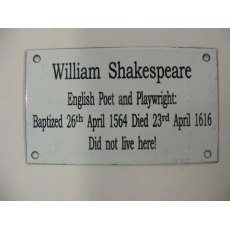 William Shakespeare
English Poet and Playwright:
Baptized 26th April 1564 Died 23rd April 1616
Did not live here!